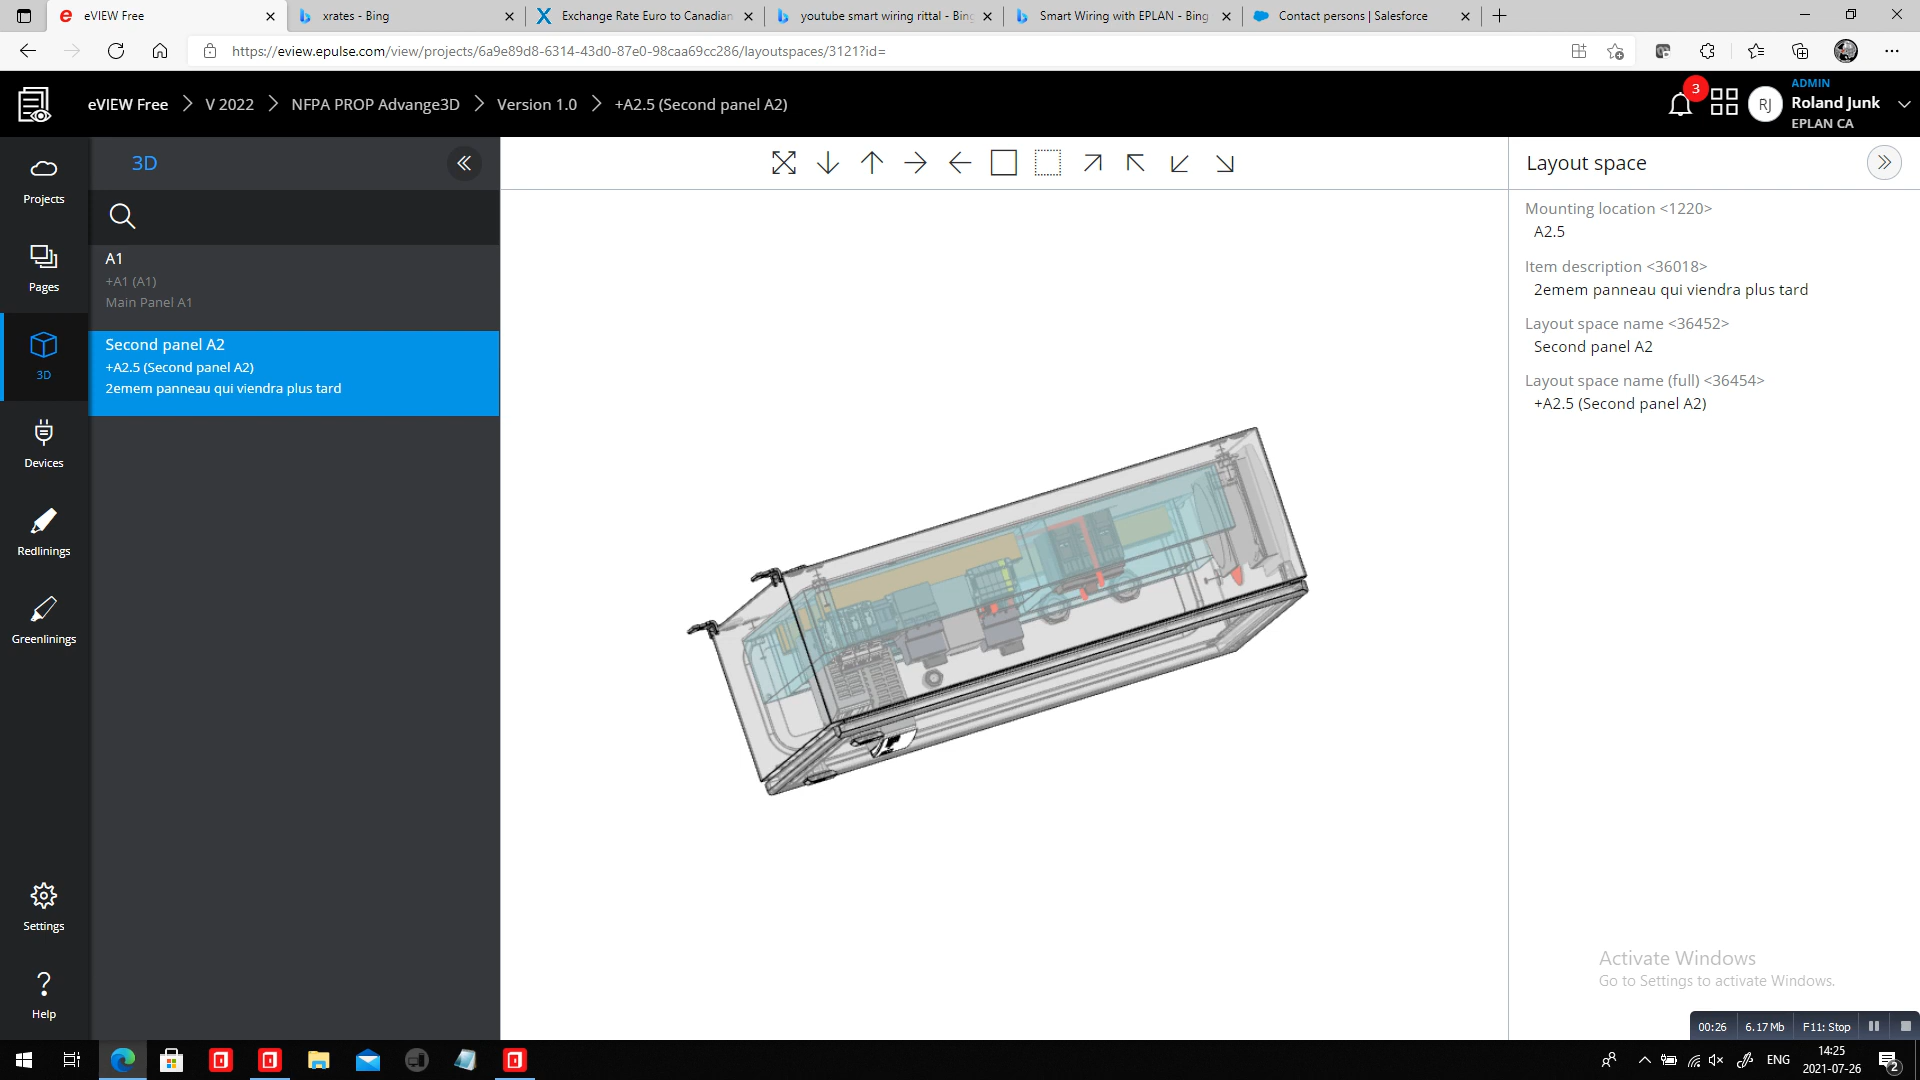 eVIEW Free
xrates - Bing
Exchange Rate Euro to Canadian
youtube smart wiring rittal - Bing
Smart Wiring with EPLAN - Bing
Contact persons | Salesforce
https://eview.epulse.com/view/projects/6a9e89d8-6314-43d0-87e0-98caa69cc286/layoutspaces/3121?id=
eVIEW Free > V 2022 > NFPA PROP Advange3D > Version 1.0 > +A2.5 (Second panel A2)
3
RJ
ADMIN
Roland Junk
EPLAN CA
Projects
Pages
3D
Devices
Redlinings
Greenlinings
Settings
?
Help
3D
A1
+A1 (A1)
Main Panel A1
Second panel A2
+A2.5 (Second panel A2)
2emem panneau qui viendra plus tard
Layout space
Mounting location <1220>
A2.5
Item description <36018>
2emem panneau qui viendra plus tard
Layout space name <36452>
Second panel A2
Layout space name (full) <36454>
+A2.5 (Second panel A2)
Activate Windows
Go to Settings to activate Windows.
00:26
6.17 Mb
F11: Stop
ENG
14:25
2021-07-26
2